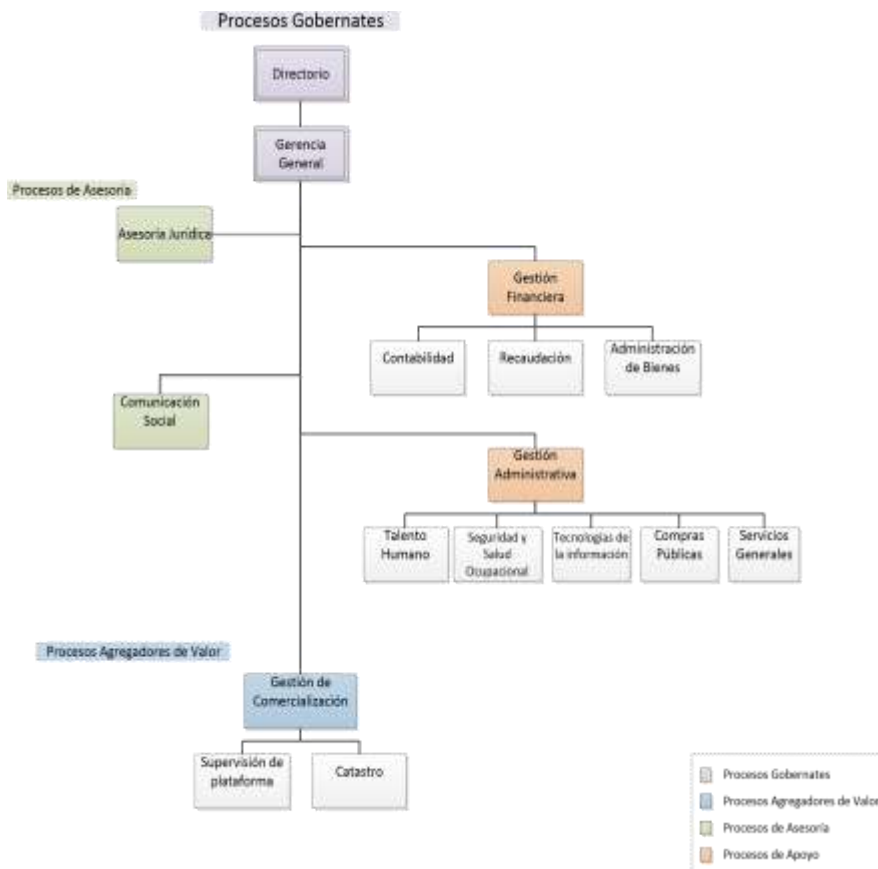 Procesos Gobernates
Directorio
Gerencia
General
Procesos de Asesoría
Asesoría Jurídica
Gestión
Financiera
Contabilidad
Recaudación
Administración
de Bienes
Comunicación
Social
Gestión
Administrativa
Talento
Humano
Seguridad y
Salud
Ocupacional
Tecnologías de
la información
Compras
Públicas
Servicios
Generales
Procesos Agregadores de Valor
Gestión de
Comercialización
Supervisión de
plataforma
Catastro
Procesos Gobernates
Procesos Agregadores de Valor
Procesos de Asesoría
Procesos de Apoyo